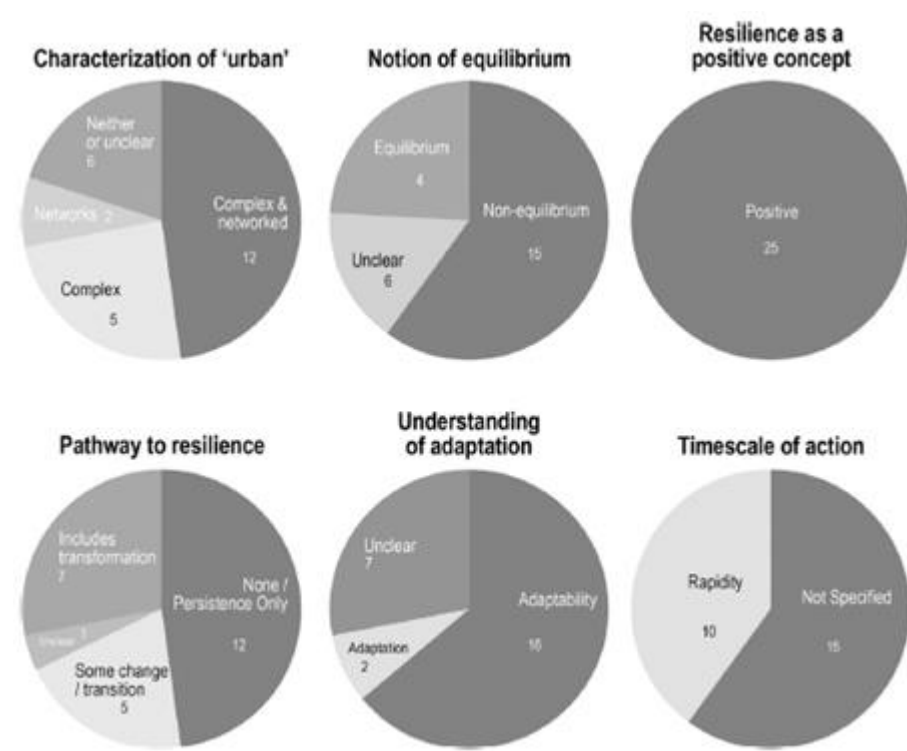 Characterization of ‘urban’
Neither
or unclear
6
Networks 2
Complex
5
Complex &
networked
12
Notion of equilibrium
Equilibrium
4
Unclear
6
Non-equilibrium
15
Resilience as a
positive concept
Positive
25
Pathway to resilience
Includes
transformation
7
Some change
/ transition
5
None /
Persistence Only
12
Understanding
of adaptation
Unclear
7
Adaptation
2
Adaptability
16
Timescale of action
Rapidity
10
Not Specified
15